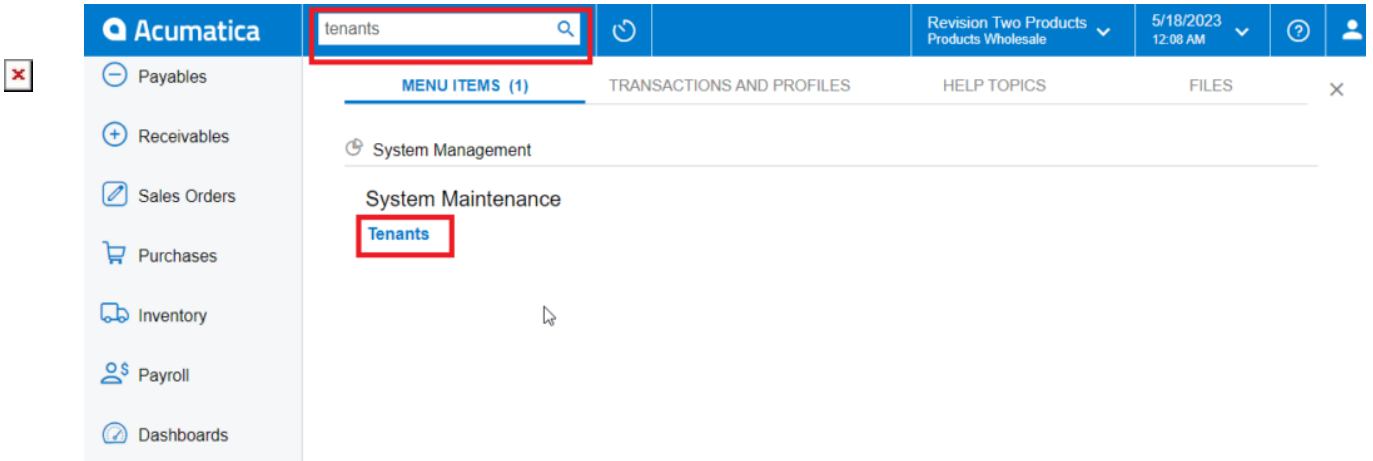 Acumatica
tenants
Revision Two Products
Products Wholesale
5/18/2023
12:08 AM
Payables
Receivables
Sales Orders
Purchases
Inventory
Payroll
Dashboards
MENU ITEMS (1)
TRANSACTIONS AND PROFILES
HELP TOPICS
FILES
System Management
System Maintenance
Tenants